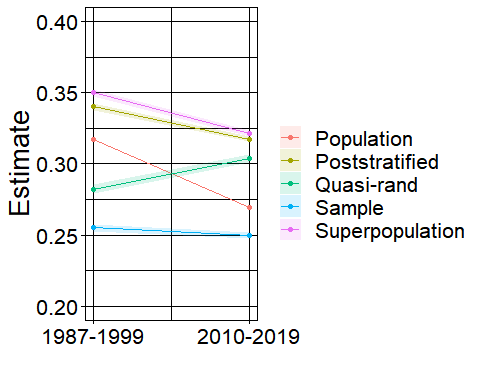 0.40
0.35
0.30
0.25
0.20
Estimate
1987-1999 2010-2019
Population
Poststratified
Quasi-rand
Sample
Superpopulation